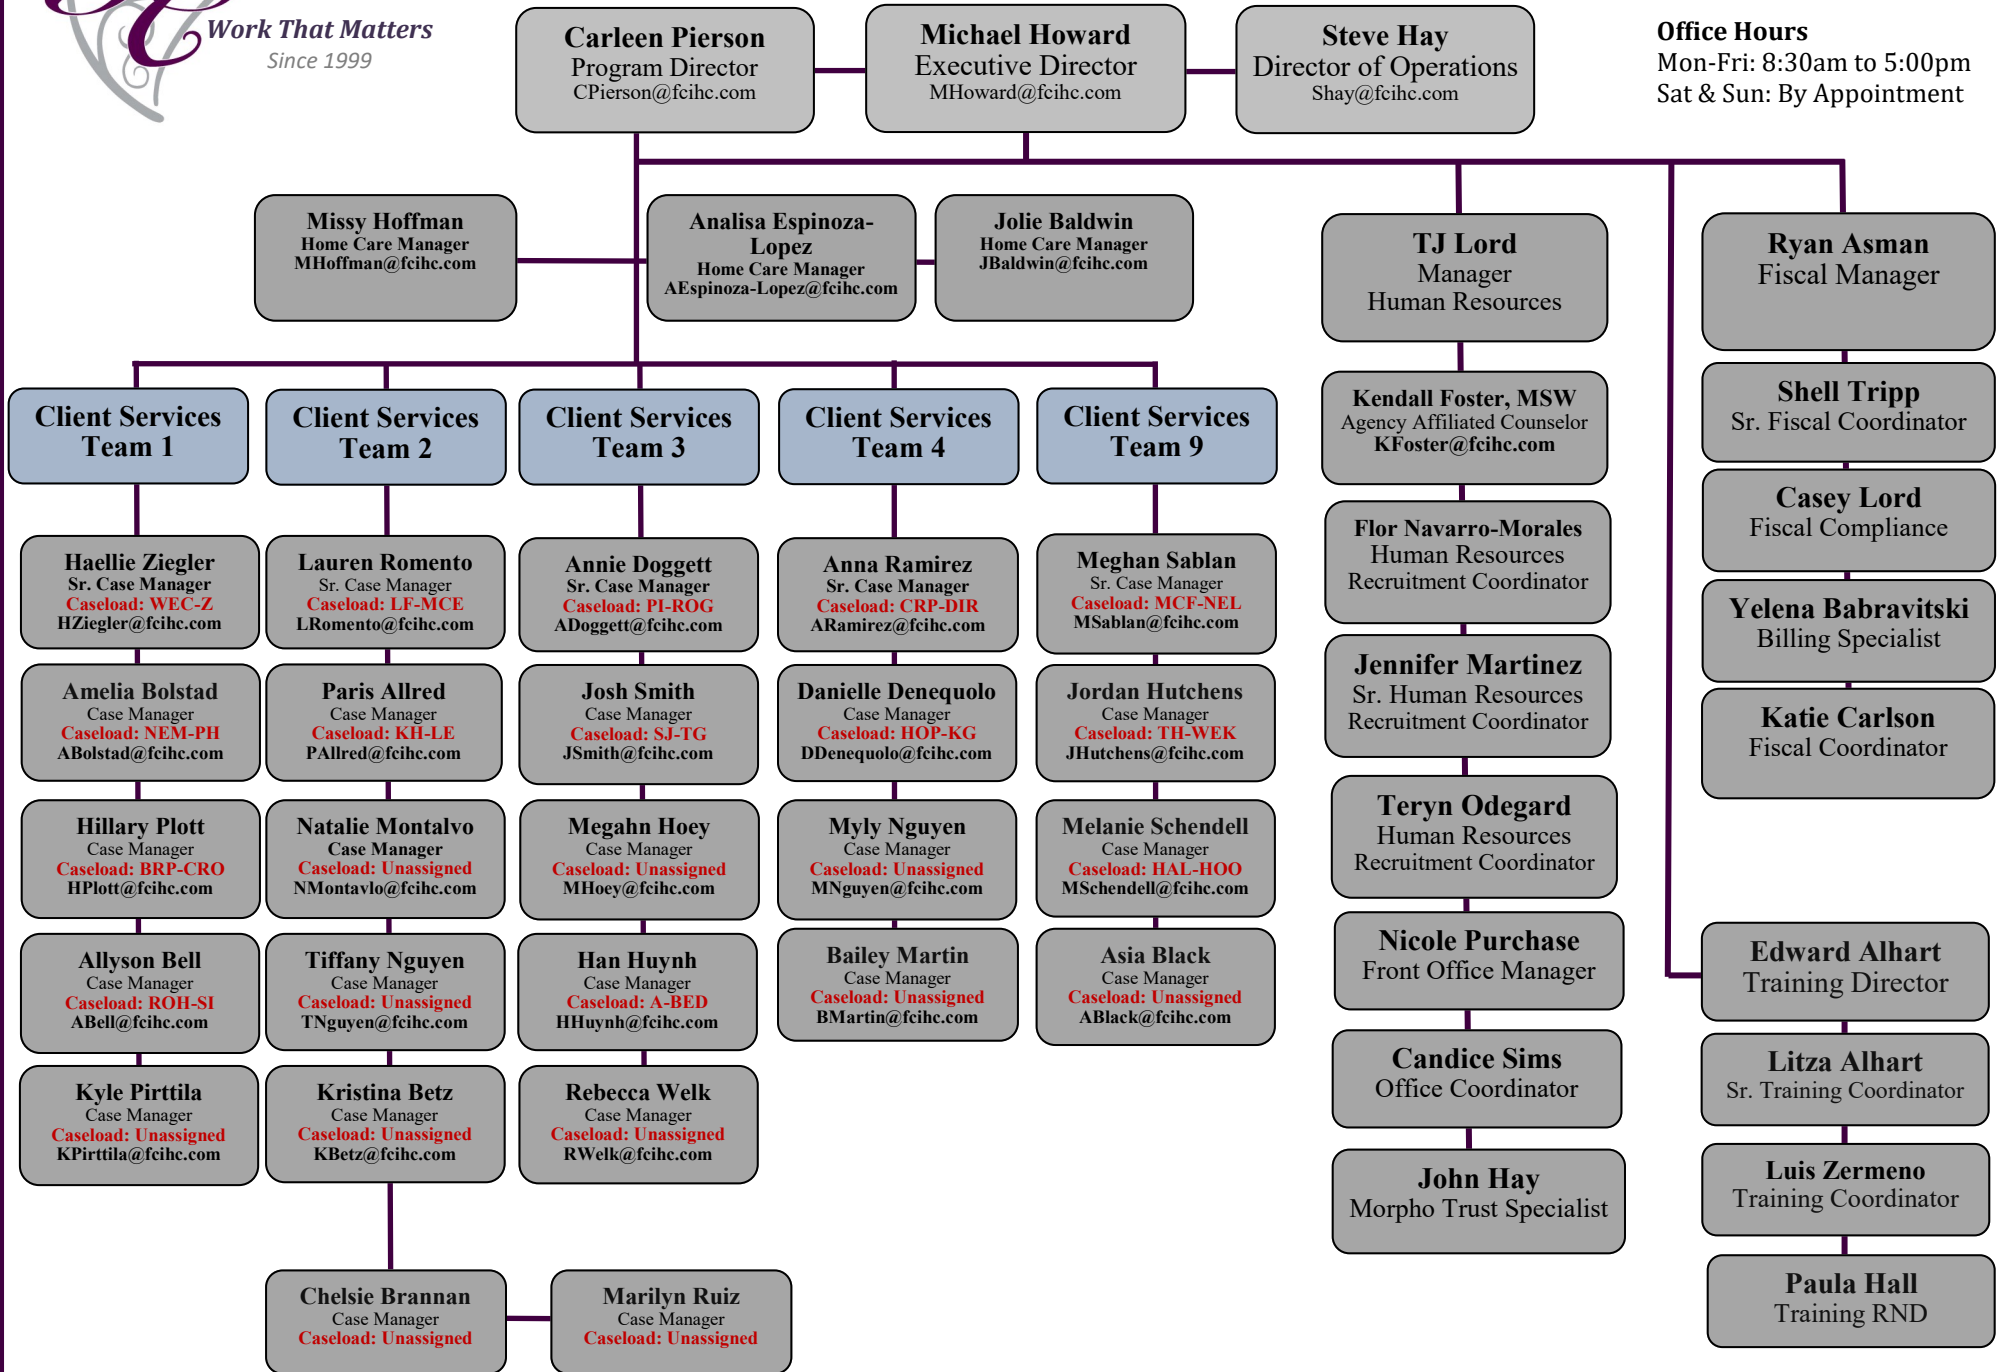 Work That Matters
Since 1999
Carleen Pierson
Program Director
CPierson@fcihc.com
Michael Howard
Executive Director
MHoward@fcihc.com
Steve Hay
Director of Operations
Shay@fcihc.com
Office Hours
Mon-Fri: 8:30am to 5:00pm
Sat & Sun: By Appointment
Missy Hoffman
Home Care Manager
MHoffman@fcihc.com
Analisa Espinoza-
Lopez
Home Care Manager
AEspinoza-Lopez@fcihc.com
Jolie Baldwin
Home Care Manager
JBaldwin@fcihc.com
TJ Lord
Manager
Human Resources
Ryan Asman
Fiscal Manager
Client Services
Team 1
Client Services
Team 2
Client Services
Team 3
Client Services
Team 4
Client Services
Team 9
Haellie Ziegler
Sr. Case Manager
Caseload: WEC-Z
HZiegler@fcihc.com
Amelia Bolstad
Case Manager
Caseload: NEM-PH
ABolstad@fcihc.com
Hillary Plott
Case Manager
Caseload: BRP-CRO
HPlott@fcihc.com
Allyson Bell
Case Manager
Caseload: ROH-SI
ABell@fcihc.com
Kyle Pirttila
Case Manager
Caseload: Unassigned
KPirttila@fcihc.com
Lauren Romento
Sr. Case Manager
Caseload: LF-MCE
LRomento@fcihc.com
Paris Allred
Case Manager
Caseload: KH-LE
PAllred@fcihc.com
Natalie Montalvo
Case Manager
Caseload: Unassigned
NMontavlo@fcihc.com
Tiffany Nguyen
Case Manager
Caseload: Unassigned
TNguyen@fcihc.com
Kristina Betz
Case Manager
Caseload: Unassigned
KBetz@fcihc.com
Chelsie Brannan
Case Manager
Caseload: Unassigned
Marilyn Ruiz
Case Manager
Caseload: Unassigned
Annie Doggett
Sr. Case Manager
Caseload: PI-ROG
ADoggett@fcihc.com
Josh Smith
Case Manager
Caseload: SJ-TG
JSmith@fcihc.com
Megahn Hoey
Case Manager
Caseload: Unassigned
MHoey@fcihc.com
Han Huynh
Case Manager
Caseload: A-BED
HHuynh@fcihc.com
Rebecca Welk
Case Manager
Caseload: Unassigned
RWelk@fcihc.com
Anna Ramirez
Sr. Case Manager
Caseload: CRP-DIR
ARamirez@fcihc.com
Danielle Denequolo
Case Manager
Caseload: HOP-KG
DDenequolo@fcihc.com
Myly Nguyen
Case Manager
Caseload: Unassigned
MNguyen@fcihc.com
Bailey Martin
Case Manager
Caseload: Unassigned
BMartin@fcihc.com
Meghan Sablan
Sr. Case Manager
Caseload: MCF-NEL
MSablan@fcihc.com
Jordan Hutchens
Case Manager
Caseload: TH-WEK
JHutchens@fcihc.com
Melanie Schendell
Case Manager
Caseload: HAL-HOO
MSchendell@fcihc.com
Asia Black
Case Manager
Caseload: Unassigned
ABlack@fcihc.com
Kendall Foster, MSW
Agency Affiliated Counselor
KFoster@fcihc.com
Flor Navarro-Morales
Human Resources
Recruitment Coordinator
Jennifer Martinez
Sr. Human Resources
Recruitment Coordinator
Teryn Odegard
Human Resources
Recruitment Coordinator
Nicole Purchase
Front Office Manager
Candice Sims
Office Coordinator
John Hay
Morpho Trust Specialist
Shell Tripp
Sr. Fiscal Coordinator
Casey Lord
Fiscal Compliance
Yelena Babravitski
Billing Specialist
Katie Carlson
Fiscal Coordinator
Edward Alhart
Training Director
Litza Alhart
Sr. Training Coordinator
Luis Zermeno
Training Coordinator
Paula Hall
Training RND